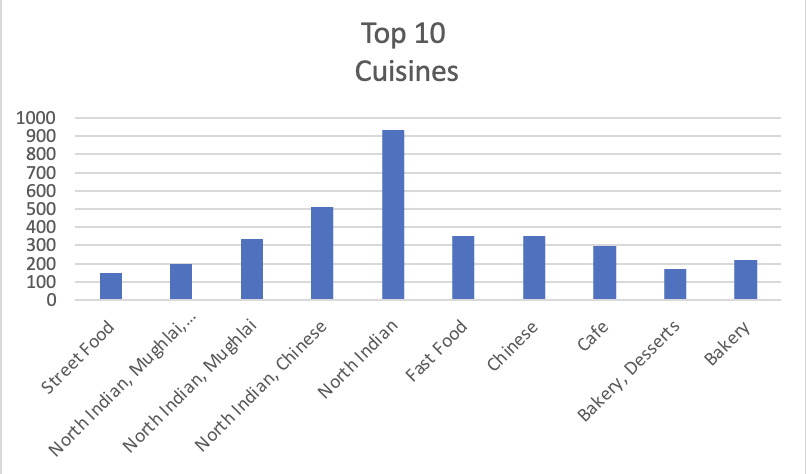 Top 10
Cuisines
1000
900
800
700
600
500
400
300
200
100
0
Street Food
North Indian, Mughlai,...
North Indian, Mughlai
North Indian, Chinese
North Indian
Fast Food
Chinese
Cafe
Bakery, Desserts
Bakery